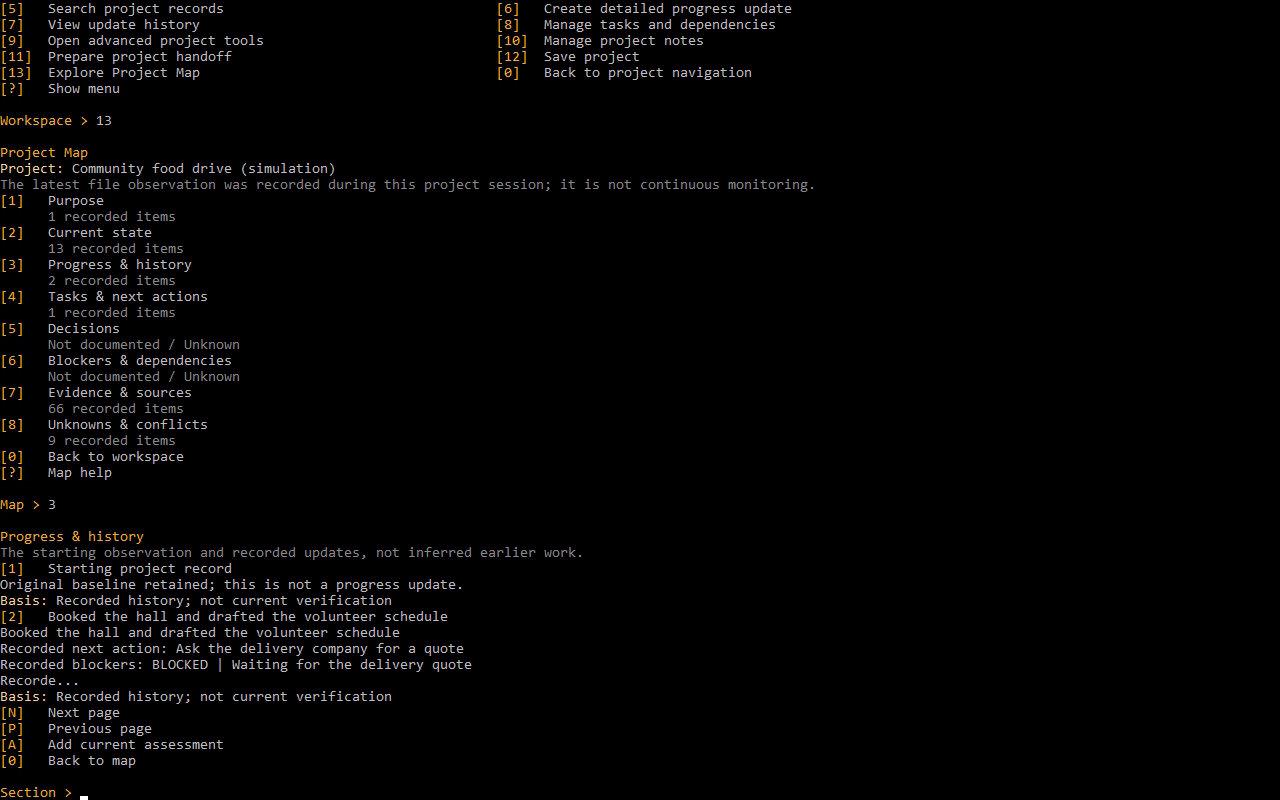 [5]   Search project records                                  [6]   Create detailed progress update
[7]   View update history                                     [8]   Manage tasks and dependencies
[9]   Open advanced project tools                             [10]  Manage project notes
[11]  Prepare project handoff                                 [12]  Save project
[13]  Explore Project Map                                     [0]   Back to project navigation
[?]   Show menu
Workspace > 13
Project Map
Project: Community food drive (simulation)
The latest file observation was recorded during this project session; it is not continuous monitoring.
[1]   Purpose
      1 recorded items
[2]   Current state
      13 recorded items
[3]   Progress & history
      2 recorded items
[4]   Tasks & next actions
      1 recorded items
[5]   Decisions
      Not documented / Unknown
[6]   Blockers & dependencies
      Not documented / Unknown
[7]   Evidence & sources
      66 recorded items
[8]   Unknowns & conflicts
      9 recorded items
[0]   Back to workspace
[?]   Map help
Map > 3
Progress & history
The starting observation and recorded updates, not inferred earlier work.
[1]   Starting project record
Original baseline retained; this is not a progress update.
Basis: Recorded history; not current verification
[2]   Booked the hall and drafted the volunteer schedule
Booked the hall and drafted the volunteer schedule
Recorded next action: Ask the delivery company for a quote
Recorded blockers: BLOCKED | Waiting for the delivery quote
Recorde...
Basis: Recorded history; not current verification
[N]   Next page
[P]   Previous page
[A]   Add current assessment
[0]   Back to map
Section >